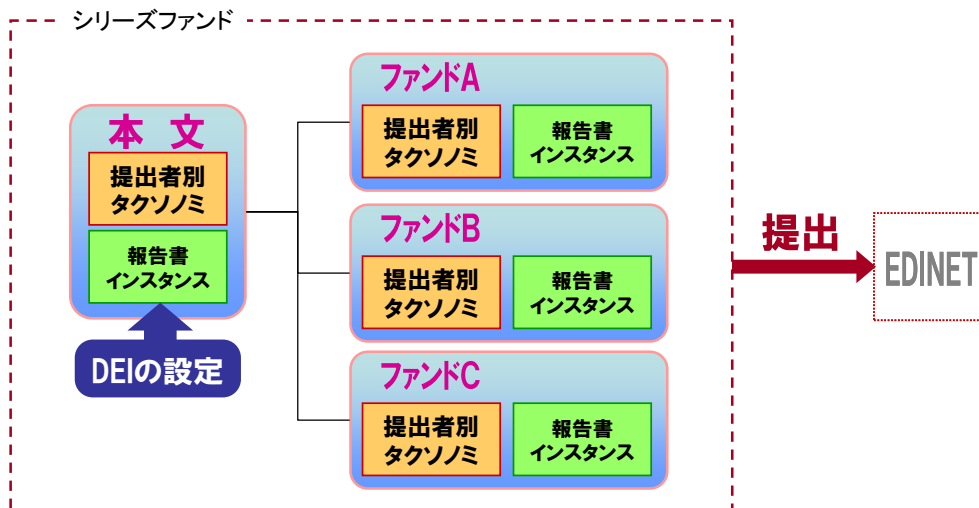 シリーズファンド
本 文
提出者別
タクソノミ
報告書
インスタンス
DEIの設定
ファンドA
提出者別
タクソノミ
報告書
インスタンス
ファンドB
提出者別
タクソノミ
報告書
インスタンス
ファンドC
提出者別
タクソノミ
報告書
インスタンス
提出
EDINET